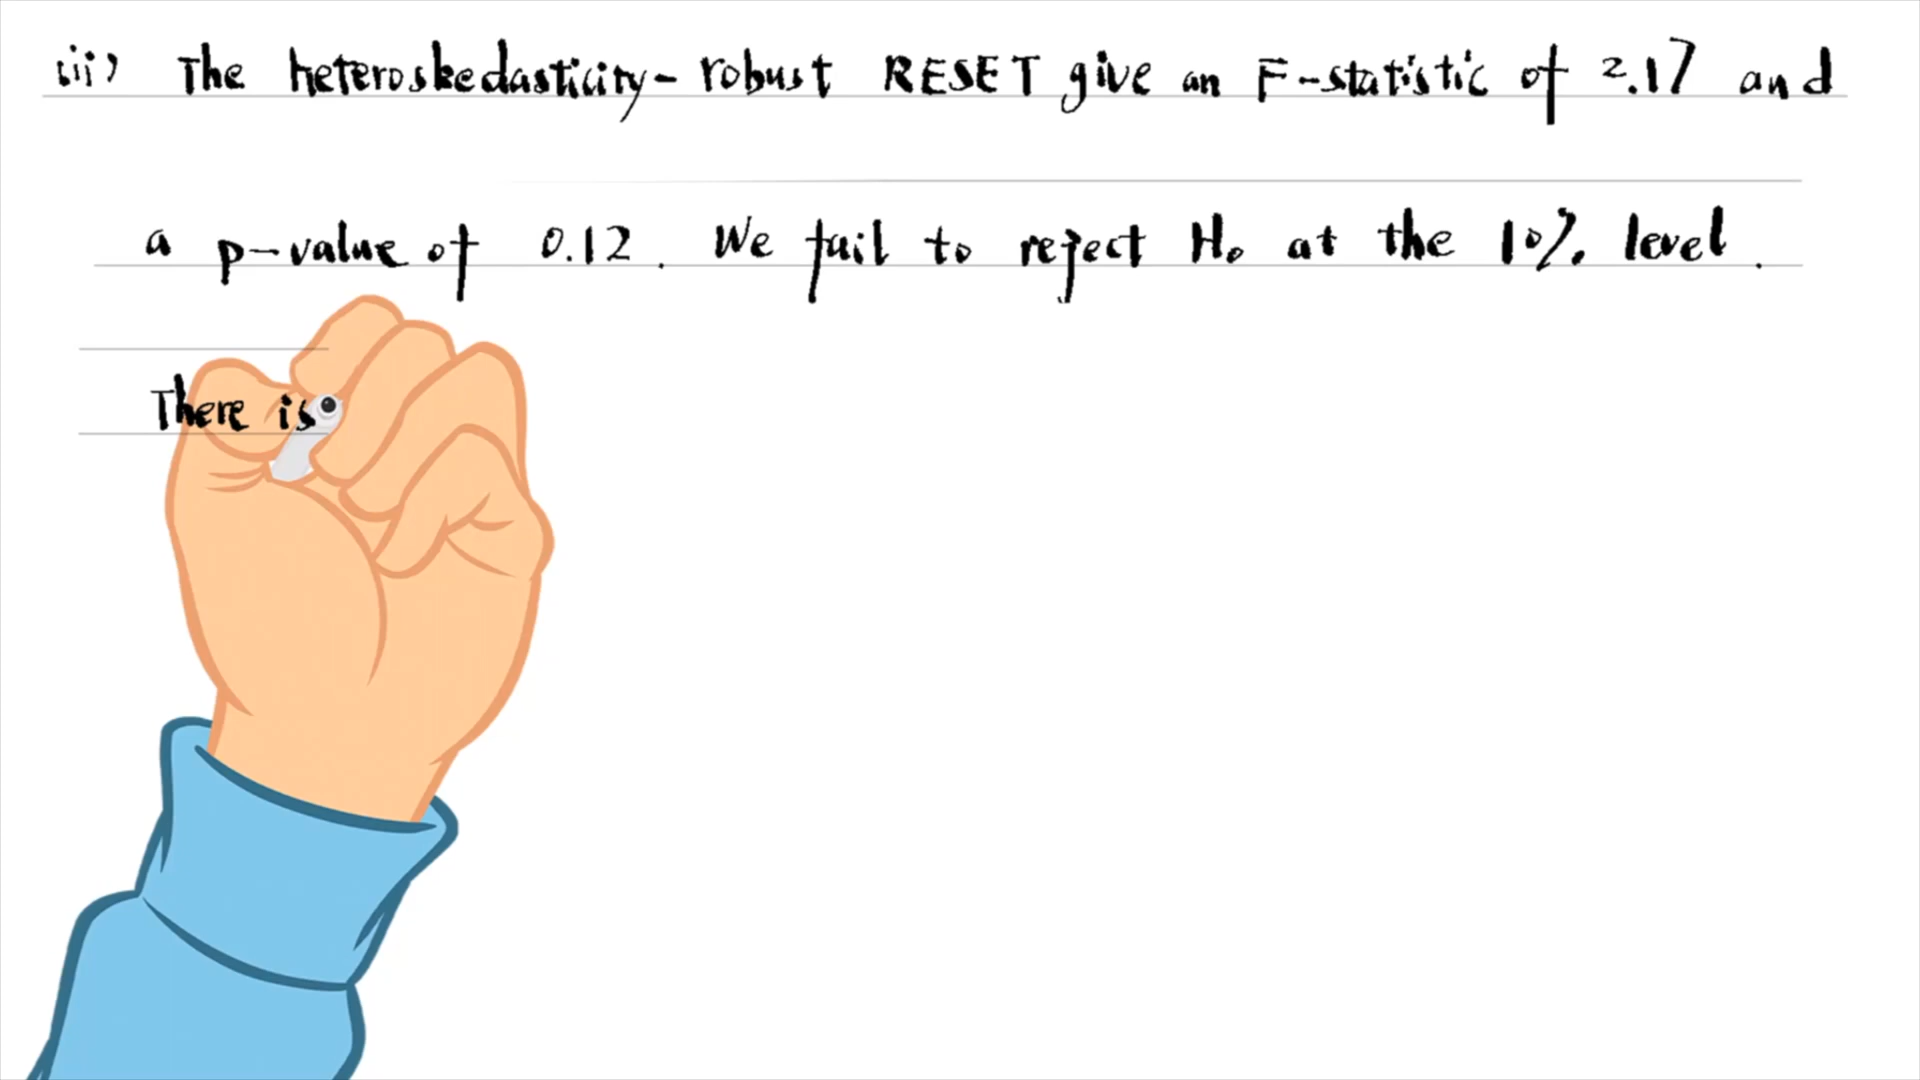 iii) The heteroskedasticity-robust RESET give an F-statistic of 2.17 and
a p-value of 0.12. We fail to reject H₀ at the 10% level.
There is